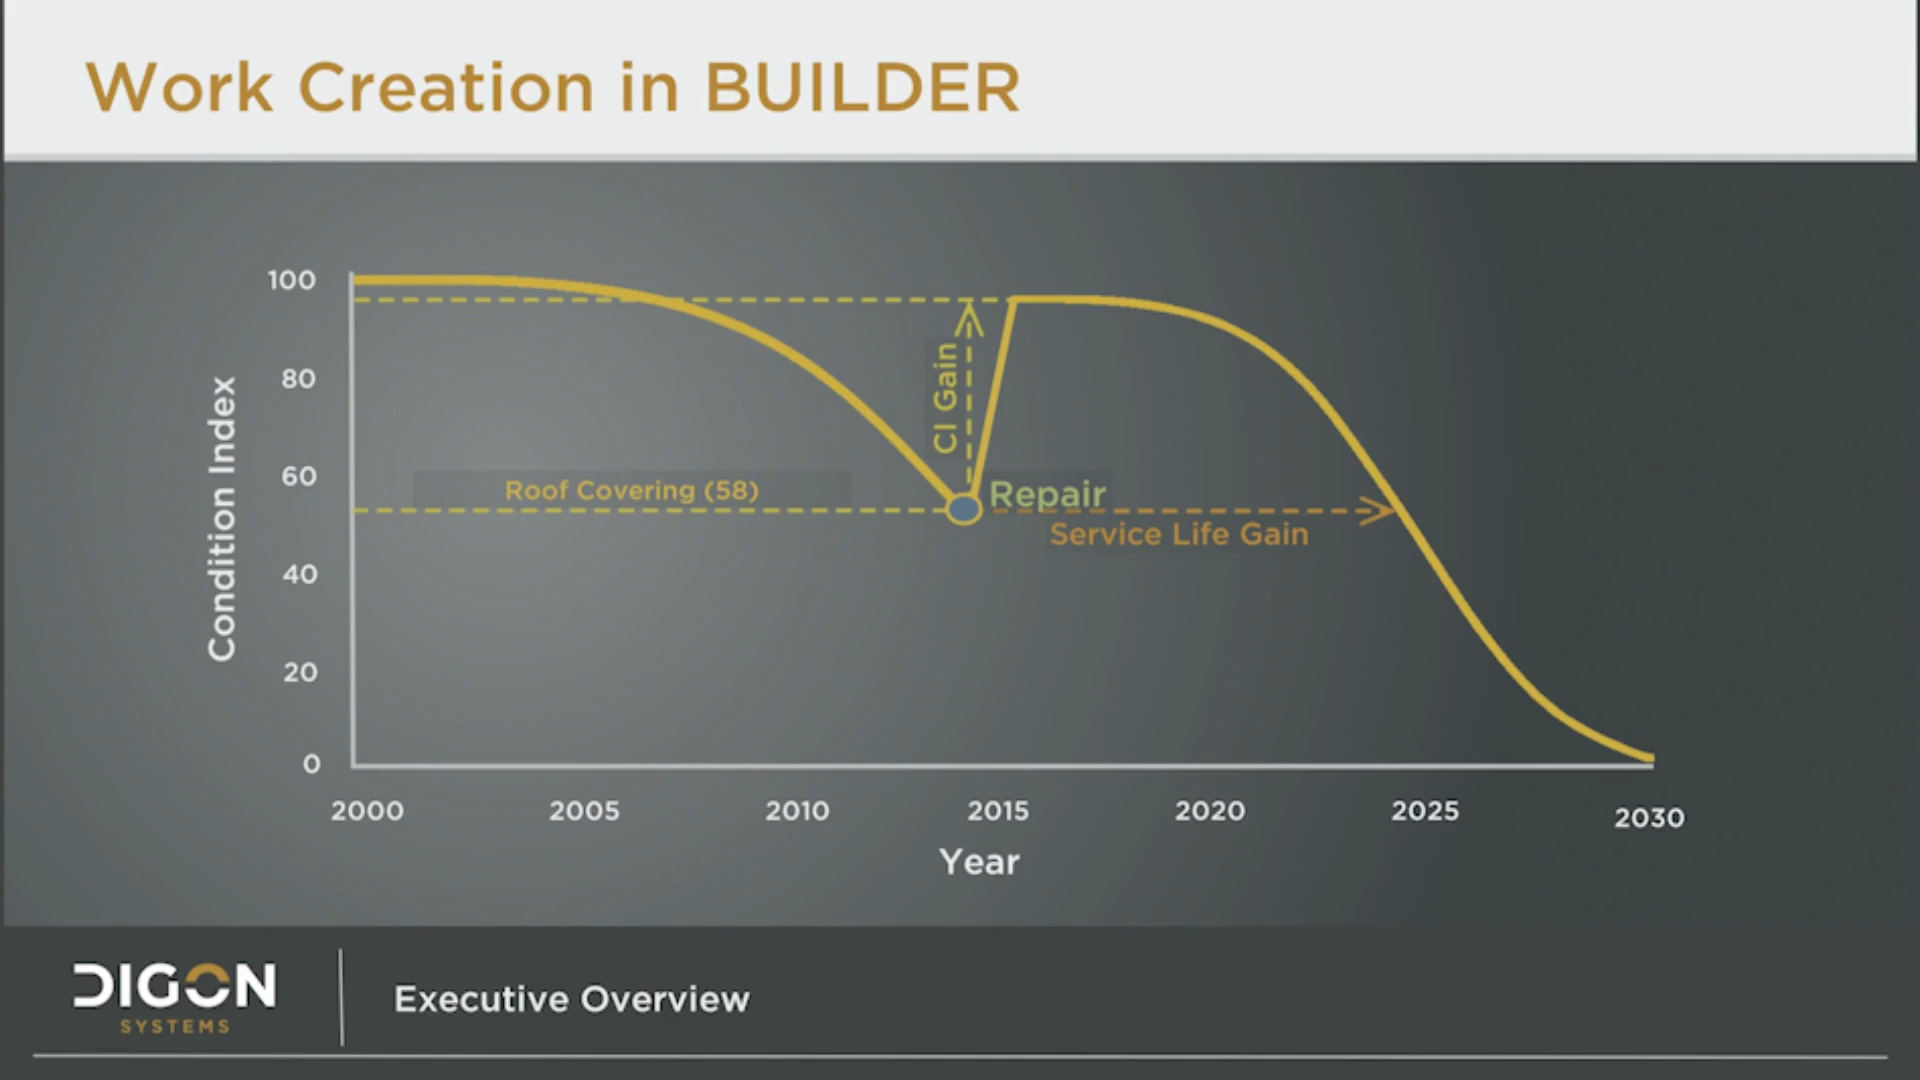 Work Creation in BUILDER
100
80
60
40
20
0
Condition Index
CI Gain
Roof Covering (58)
Repair
Service Life Gain
2000 2005 2010 2015 2020 2025 2030
Year
DIGON
SYSTEMS
Executive Overview